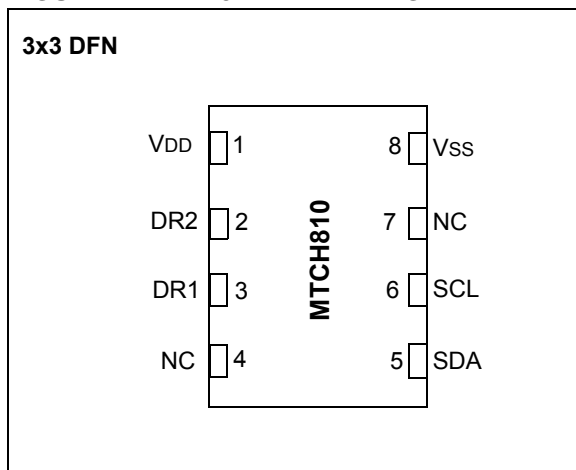 3x3 DFN
VDD 1
DR2 2
DR1 3
NC 4
MTCH810
8 VSS
7 NC
6 SCL
5 SDA